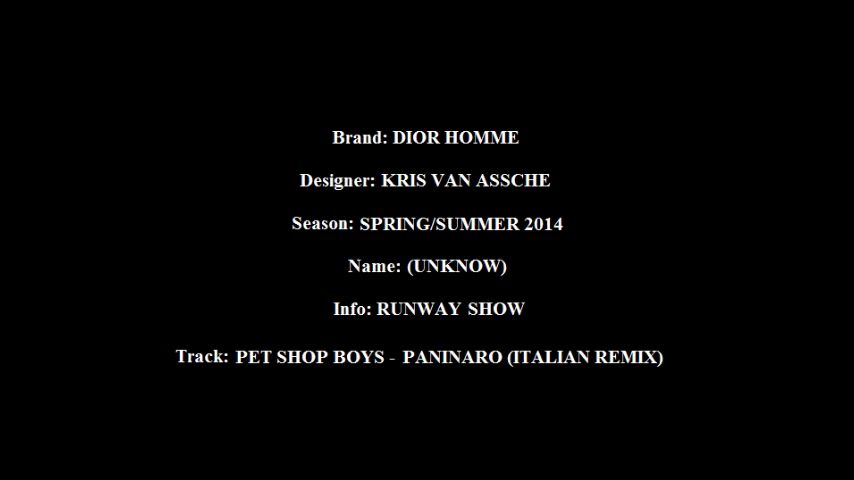 Brand: DIOR HOMME
Designer: KRIS VAN ASSCHE
Season: SPRING/SUMMER 2014
Name: (UNKNOW)
Info: RUNWAY SHOW
Track: PET SHOP BOYS - PANINARO (ITALIAN REMIX)